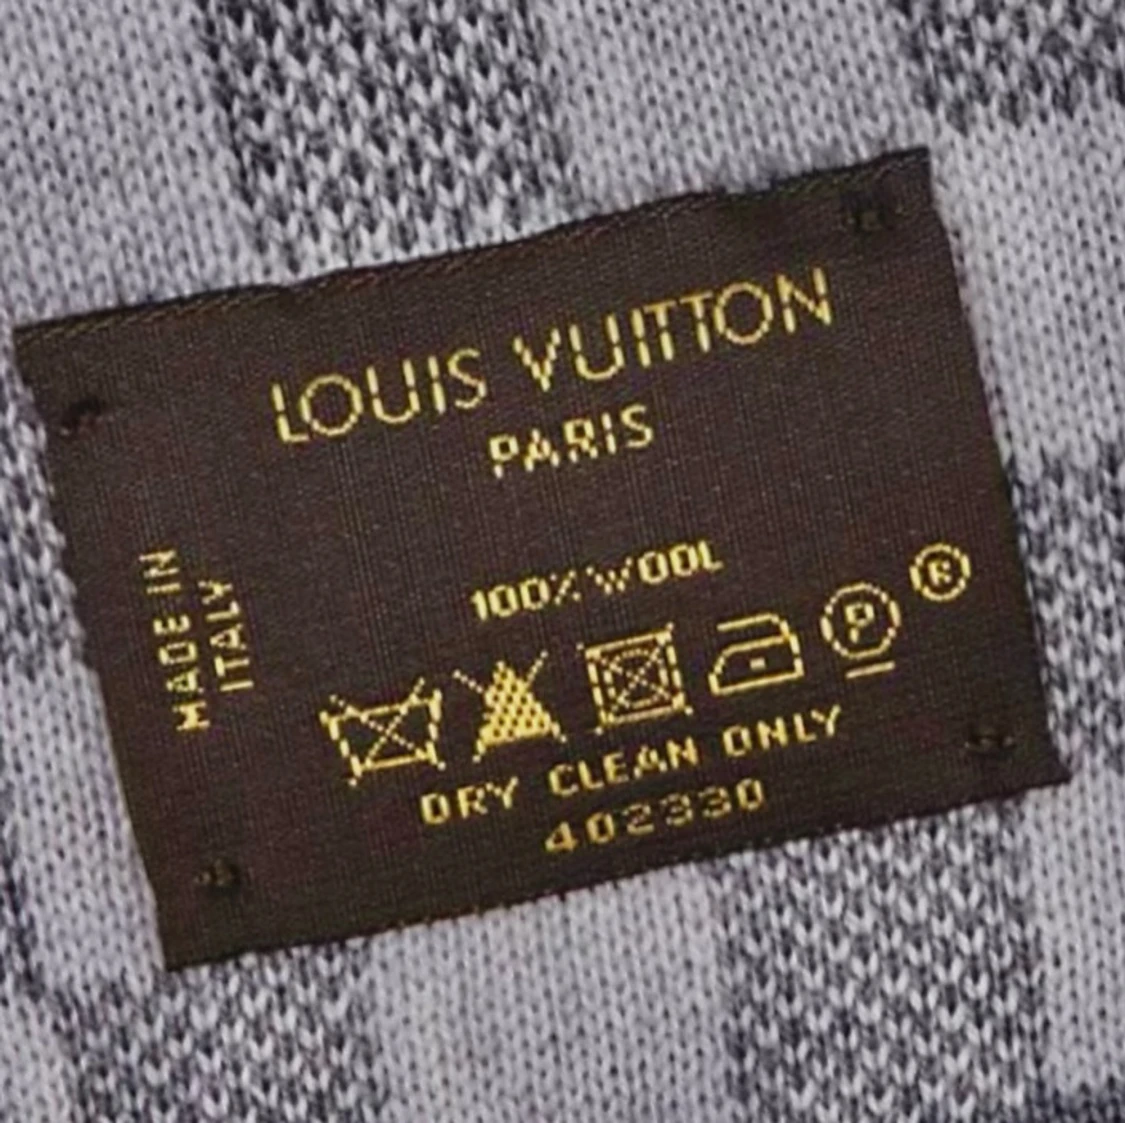 LOUIS VUITTON
PARIS
MADE IN
ITALY
100% WOOL
®
P
DRY CLEAN ONLY
402330